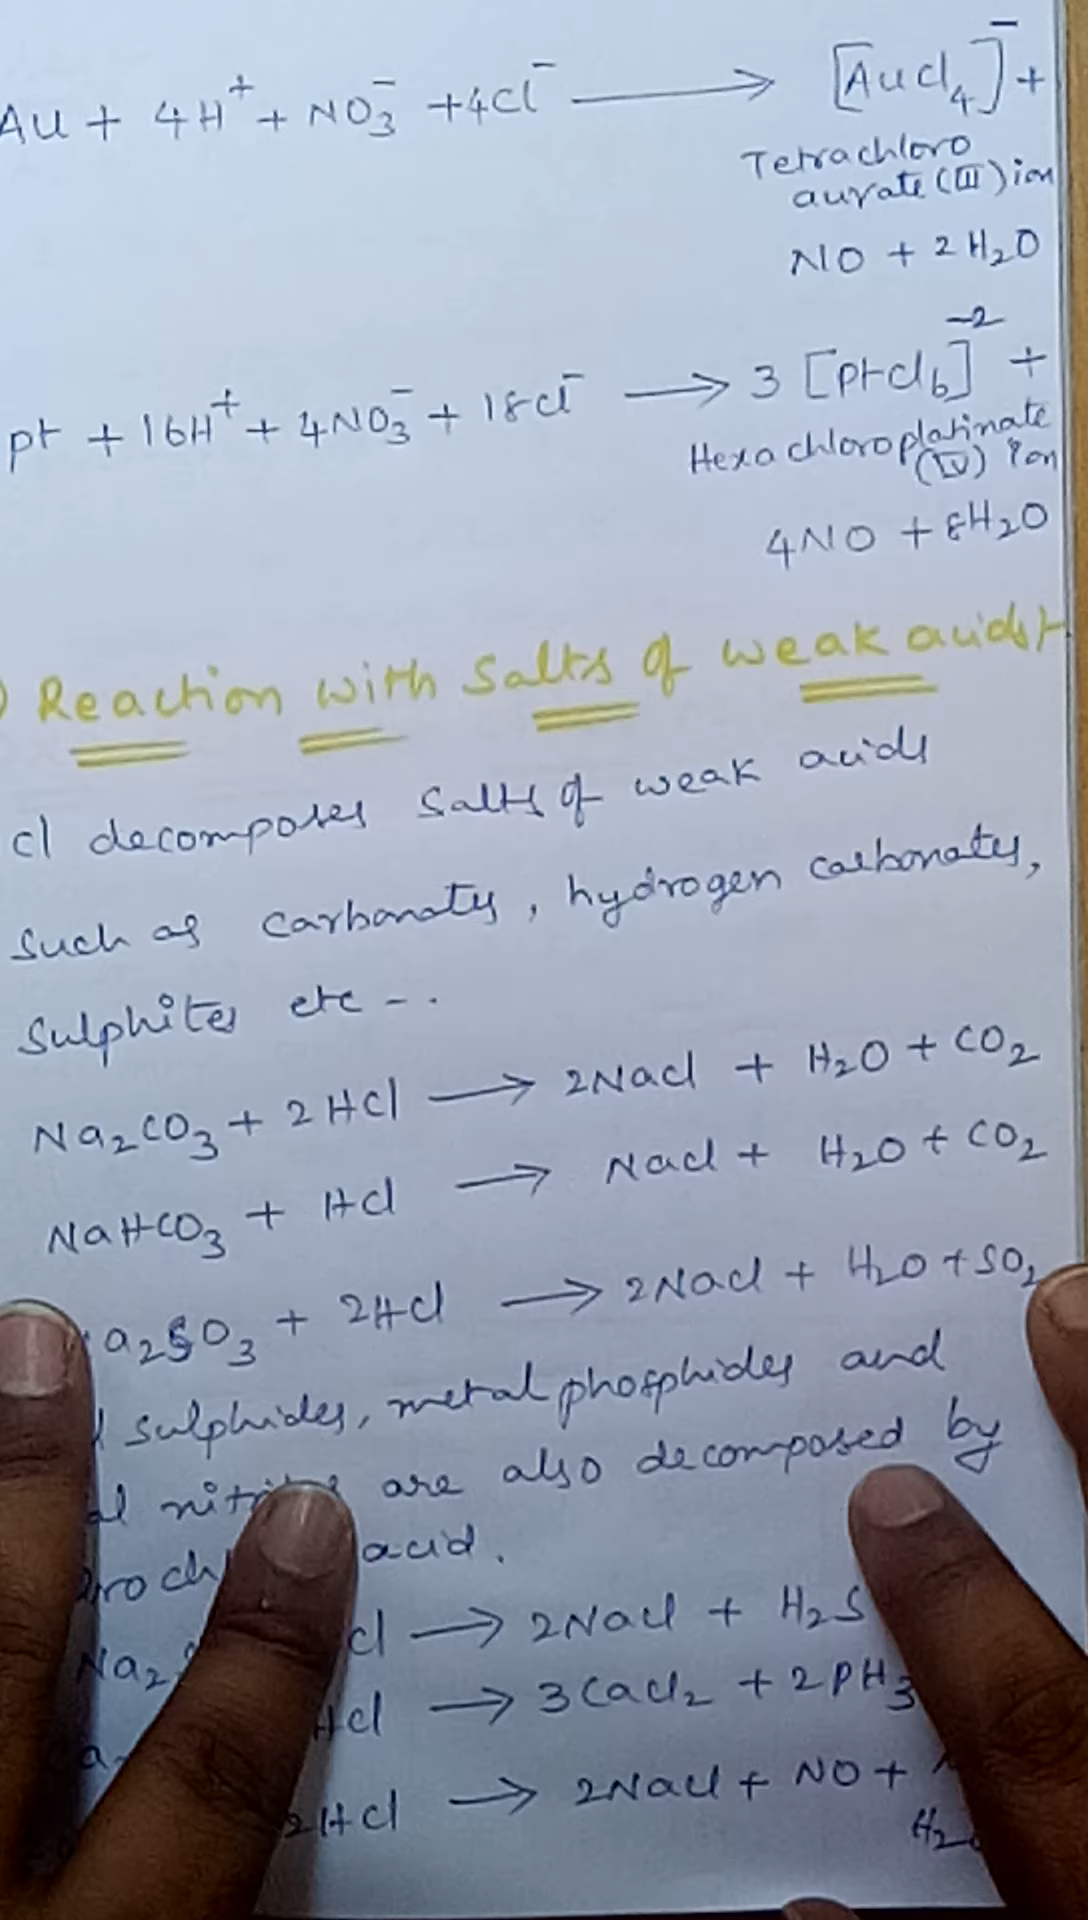 Au + 4H⁺ + NO₃⁻ + 4Cl⁻ ⟶ [AuCl₄]⁻ +
Tetrachloro
aurate (III) ion
NO + 2H₂O
pt + 16H⁺ + 4NO₃⁻ + 18Cl⁻ ⟶ 3 [ptCl₆]⁻² +
Hexachloroplatinate
(IV) ion
4NO + 8H₂O
Reaction with Salts of weak acids:-
cl decomposes salts of weak acids
such as carbonates, hydrogen carbonates,
sulphites etc - ..
Na₂CO₃ + 2HCl ⟶ 2NaCl + H₂O + CO₂
NaHCO₃ + HCl ⟶ NaCl + H₂O + CO₂
a₂SO₃ + 2HCl ⟶ 2NaCl + H₂O + SO₂
sulphides, metal phosphides and
are also decomposed by
acid.
Na₂ cl ⟶ 2NaCl + H₂S
Hcl ⟶ 3CaCl₂ + 2PH₃
2HCl ⟶ 2NaCl + NO +
H₂